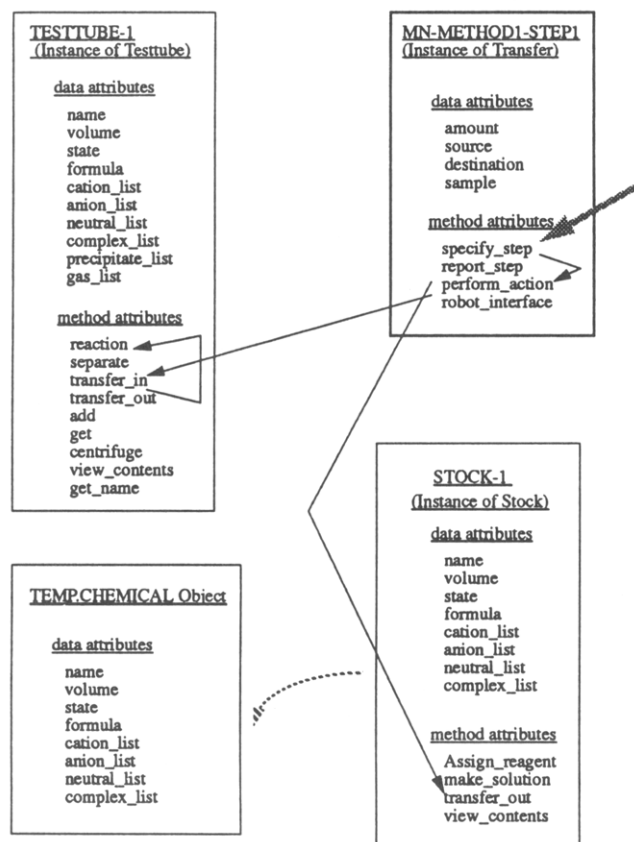 TESTTUBE-1
(Instance of Testtube)
data attributes
name
volume
state
formula
cation_list
anion_list
neutral_list
complex_list
precipitate_list
gas_list
method attributes
reaction
separate
transfer_in
transfer_out
add
get
centrifuge
view_contents
get_name
MN-METHOD1-STEP1
(Instance of Transfer)
data attributes
amount
source
destination
sample
method attributes
specify_step
report_step
perform_action
robot_interface
TEMP.CHEMICAL Object
data attributes
name
volume
state
formula
cation_list
anion_list
neutral_list
complex_list
STOCK-1
(Instance of Stock)
data attributes
name
volume
state
formula
cation_list
anion_list
neutral_list
complex_list
method attributes
Assign_reagent
make_solution
transfer_out
view_contents